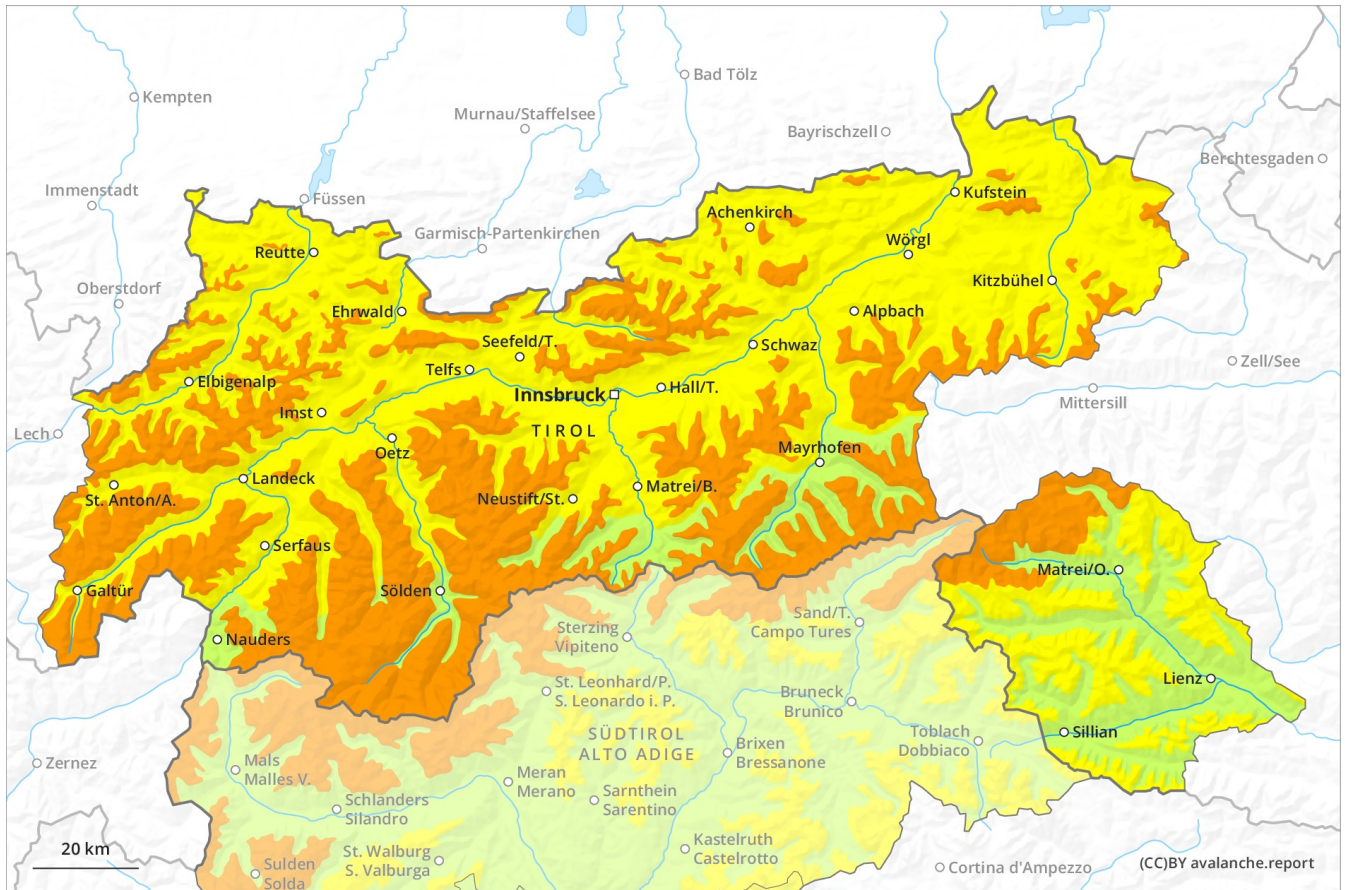 Kempten
Bad Tölz
Murnau/Staffelsee
Bayrischzell
Berchtesgaden
Immenstadt
Füssen
Kufstein
Achenkirch
Garmisch-Partenkirchen
Wörgl
Reutte
Oberstdorf
Kitzbühel
Ehrwald
Alpbach
Seefeld/T.
Schwaz
Zell/See
Telfs
Elbigenalp
Hall/T.
Innsbruck
Mittersill
Imst
Lech
TIROL
Oetz
Mayrhofen
Landeck
St. Anton/A.
Neustift/St.
Matrei/B.
Serfaus
Matrei/O.
Galtür
Sölden
Sand/T.
Campo Tures
Sterzing
Vipiteno
Nauders
Lienz
St. Leonhard/P.
S. Leonardo i. P.
Bruneck
Brunico
SÜDTIROL
ALTO ADIGE
Sillian
Toblach
Dobbiaco
Brixen
Bressanone
Zernez
Mals
Malles V.
Meran
Merano
Sarnthein
Sarentino
Schlanders
Silandro
Kastelruth
Castelrotto
St. Walburg
S. Valburga
20 km
Sulden
Solda
Cortina d'Ampezzo
(CC)BY avalanche.report